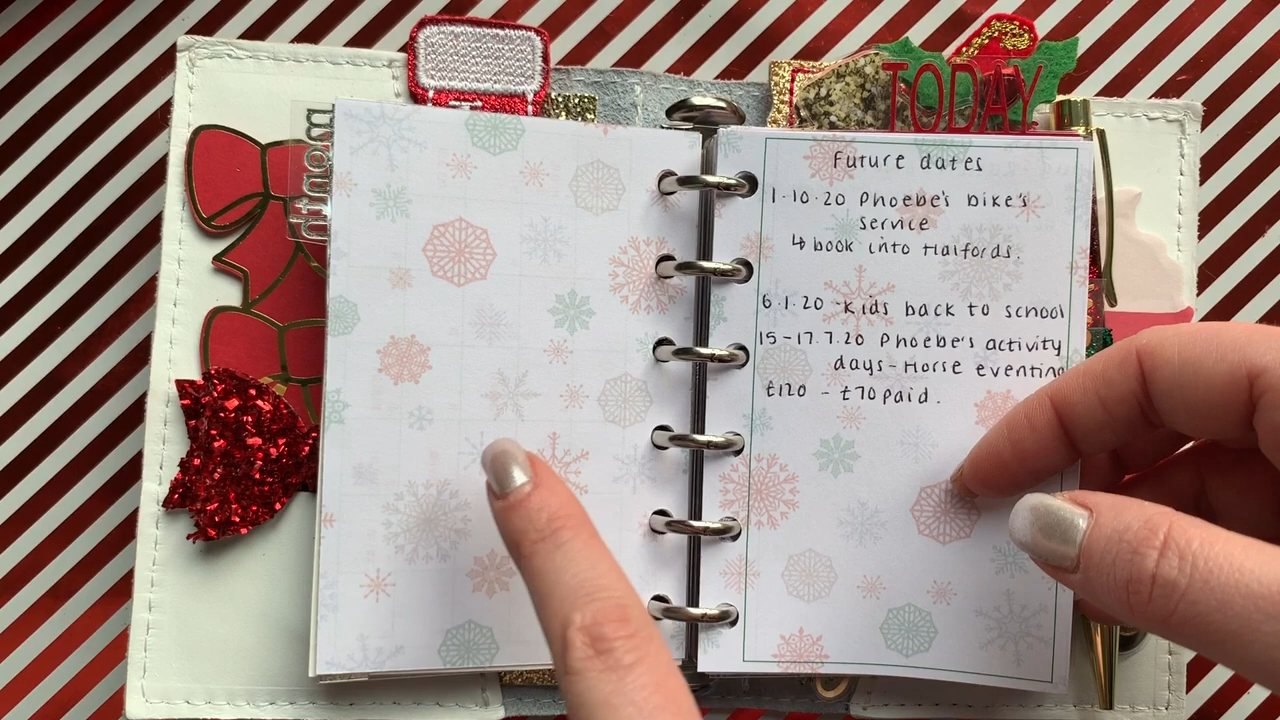 month
TODAY
Future dates
1.10.20 Phoebe's bike's
service
↳ book into Halfords.
6.1.20 - Kids back to school
15-17.7.20 Phoebe's activity
days - Horse eventing
£120 - £70 paid.